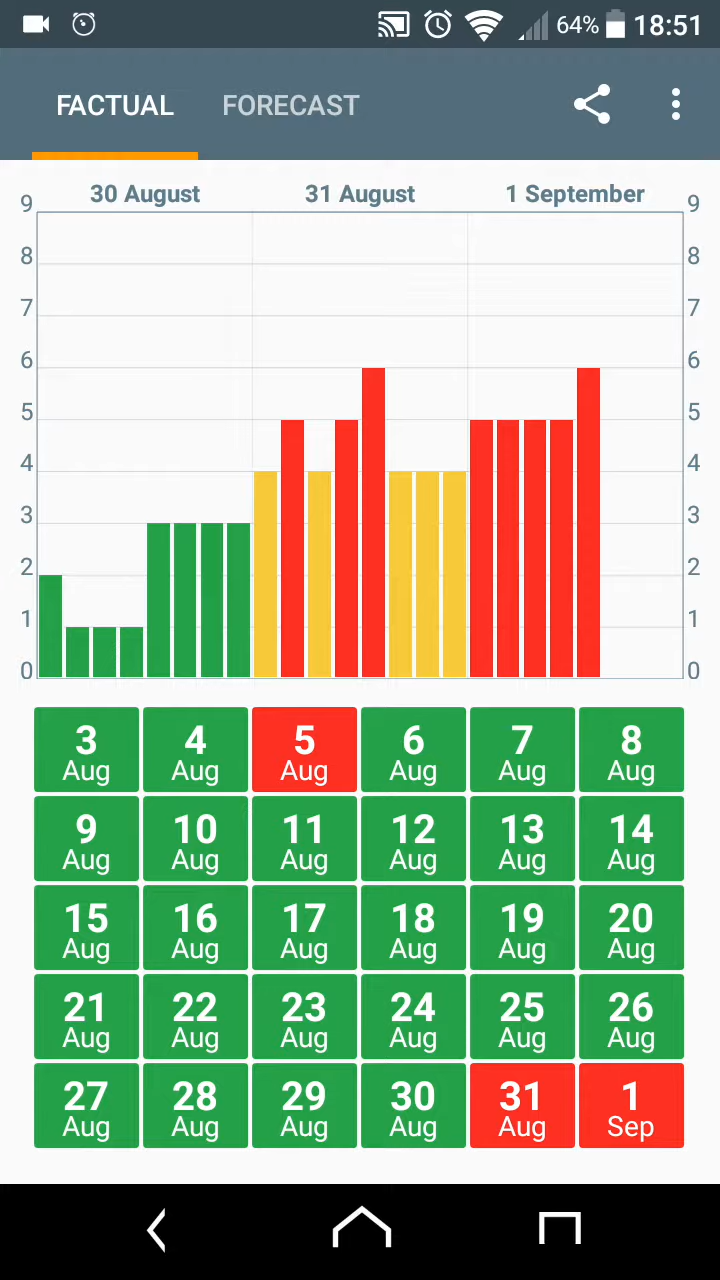 64% 18:51
FACTUAL FORECAST
30 August 31 August 1 September
9 9
8 8
7 7
6 6
5 5
4 4
3 3
2 2
1 1
0 0
3 4 5 6 7 8
Aug Aug Aug Aug Aug Aug
9 10 11 12 13 14
Aug Aug Aug Aug Aug Aug
15 16 17 18 19 20
Aug Aug Aug Aug Aug Aug
21 22 23 24 25 26
Aug Aug Aug Aug Aug Aug
27 28 29 30 31 1
Aug Aug Aug Aug Aug Sep